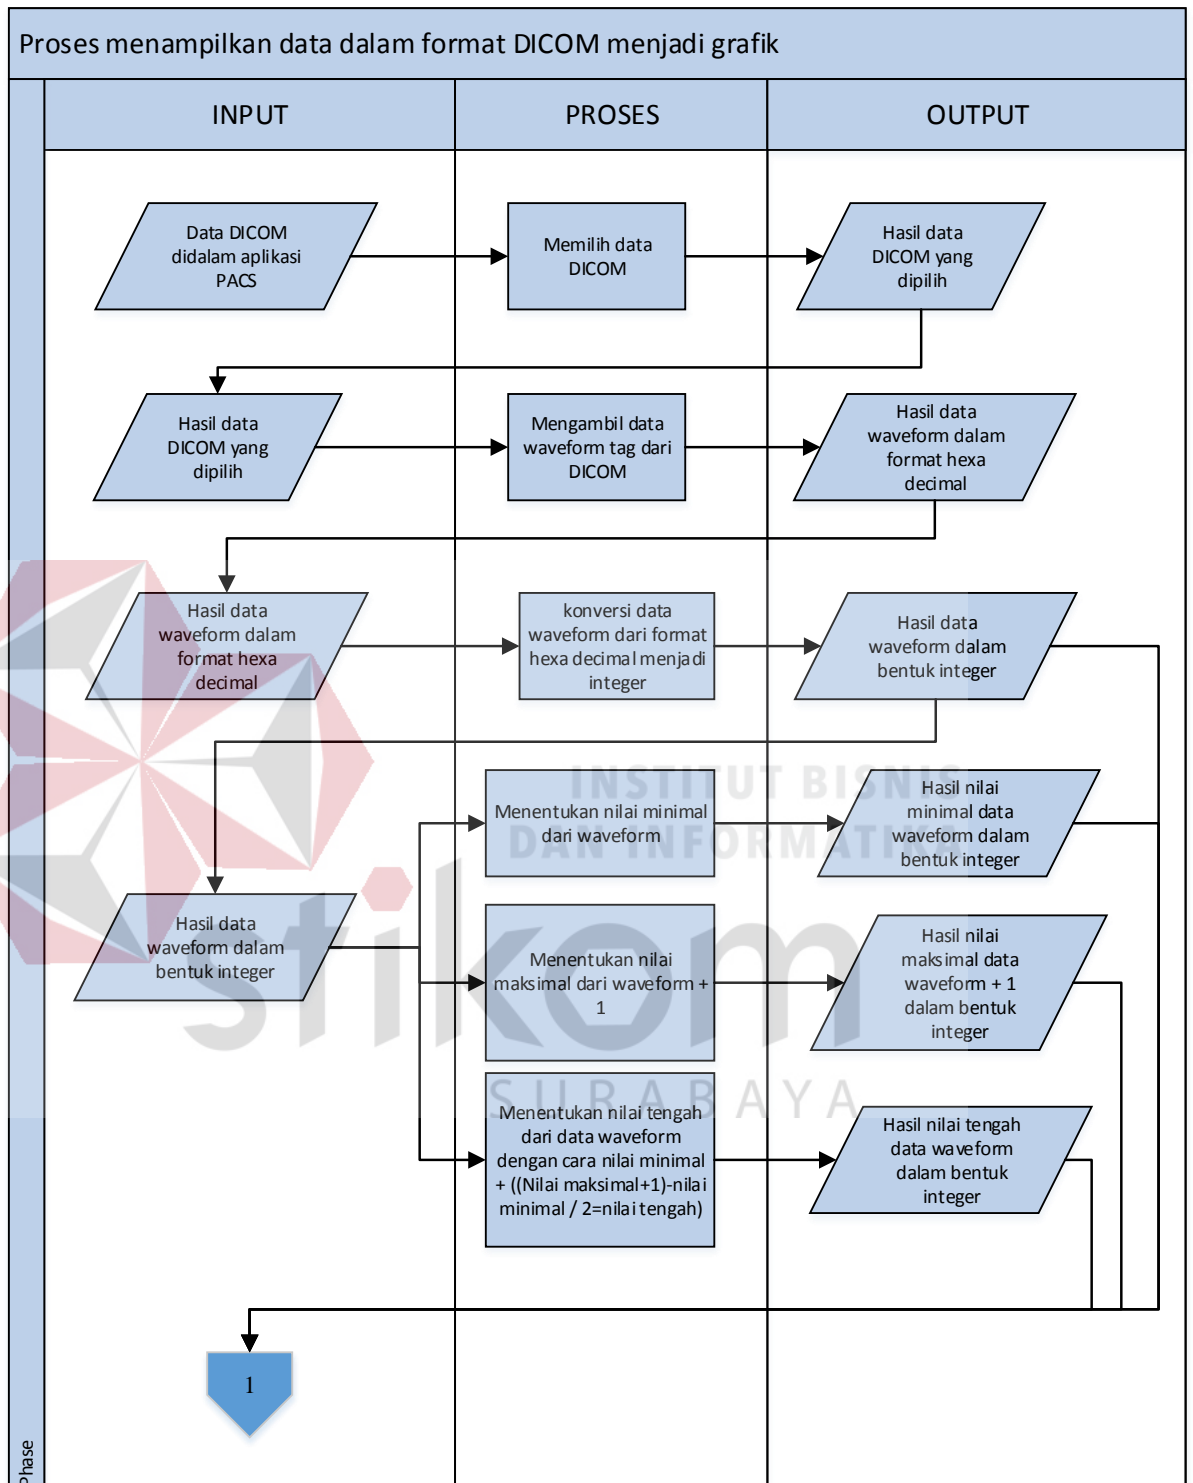 Proses menampilkan data dalam format DICOM menjadi grafik
INPUT
PROSES
OUTPUT
Data DICOM
didalam aplikasi
PACS
Memilih data
DICOM
Hasil data
DICOM yang
dipilih
Hasil data
DICOM yang
dipilih
Mengambil data
waveform tag dari
DICOM
Hasil data
waveform dalam
format hexa
decimal
Hasil data
waveform dalam
format hexa
decimal
konversi data
waveform dari format
hexa decimal menjadi
integer
Hasil data
waveform dalam
bentuk integer
Hasil data
waveform dalam
bentuk integer
Menentukan nilai minimal
dari waveform
Hasil nilai
minimal data
waveform dalam
bentuk integer
Menentukan nilai
maksimal dari waveform +
1
Hasil nilai
maksimal data
waveform + 1
dalam bentuk
integer
Menentukan nilai tengah
dari data waveform
dengan cara nilai minimal
+ ((Nilai maksimal+1)-nilai
minimal / 2=nilai tengah)
Hasil nilai tengah
data waveform
dalam bentuk
integer
1
Phase
INSTITUT BISNIS
DAN INFORMATIKA
stikom
SURABAYA